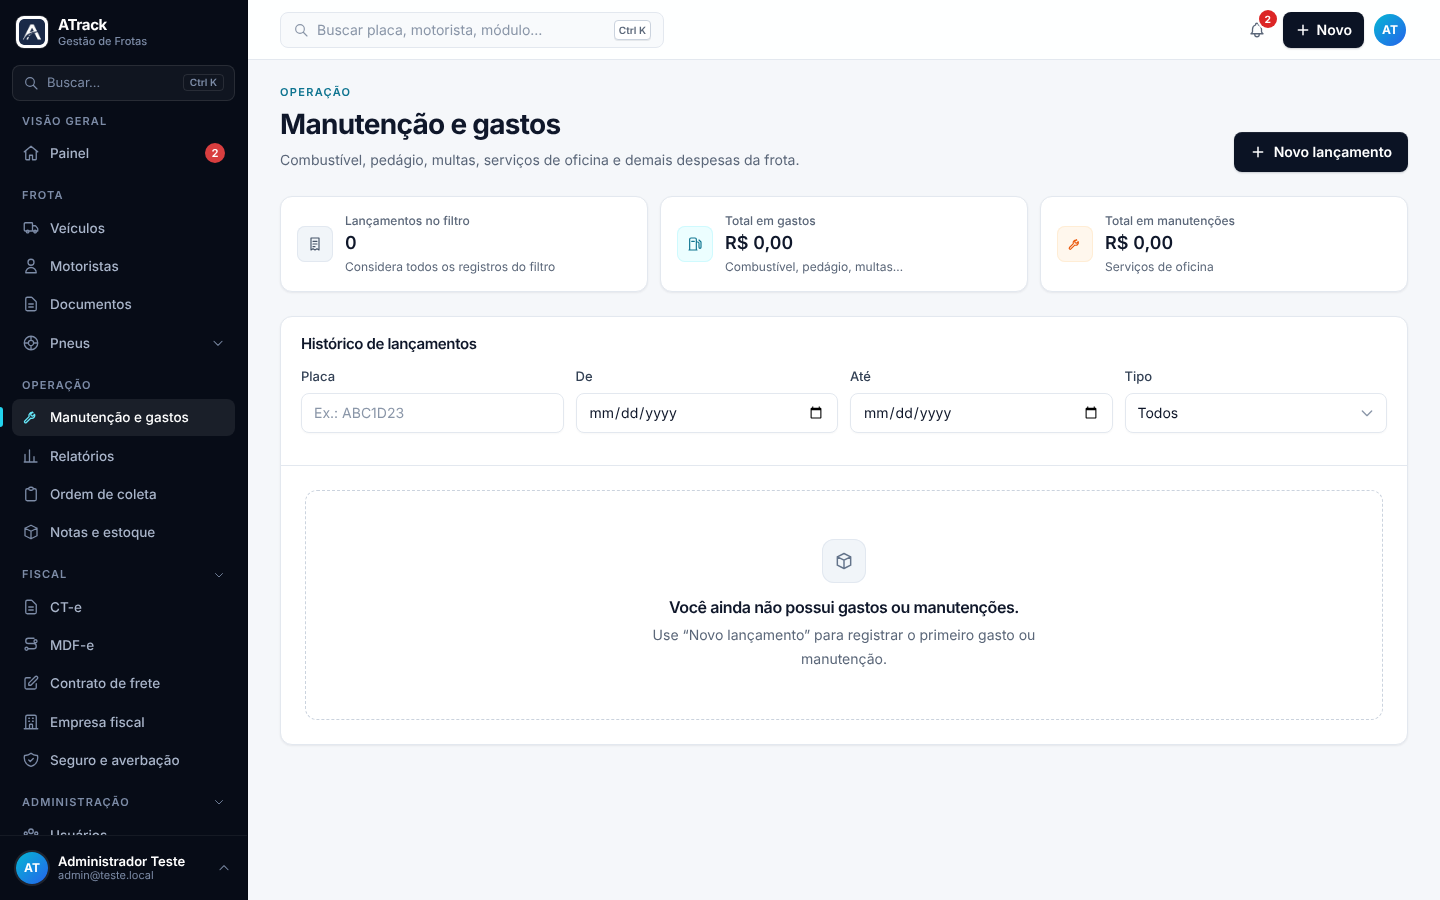 ATrack
Gestão de Frotas
Buscar...
Ctrl K
VISÃO GERAL
Painel
2
FROTA
Veículos
Motoristas
Documentos
Pneus
OPERAÇÃO
Manutenção e gastos
Relatórios
Ordem de coleta
Notas e estoque
FISCAL
CT-e
MDF-e
Contrato de frete
Empresa fiscal
Seguro e averbação
ADMINISTRAÇÃO
Usuários
AT
Administrador Teste
admin@teste.local
Buscar placa, motorista, módulo...
Ctrl K
2
Novo
AT
OPERAÇÃO
Manutenção e gastos
Combustível, pedágio, multas, serviços de oficina e demais despesas da frota.
Novo lançamento
Lançamentos no filtro
0
Considera todos os registros do filtro
Total em gastos
R$ 0,00
Combustível, pedágio, multas...
Total em manutenções
R$ 0,00
Serviços de oficina
Histórico de lançamentos
Placa
Ex.: ABC1D23
De
mm/dd/yyyy
Até
mm/dd/yyyy
Tipo
Todos
Você ainda não possui gastos ou manutenções.
Use “Novo lançamento” para registrar o primeiro gasto ou
manutenção.